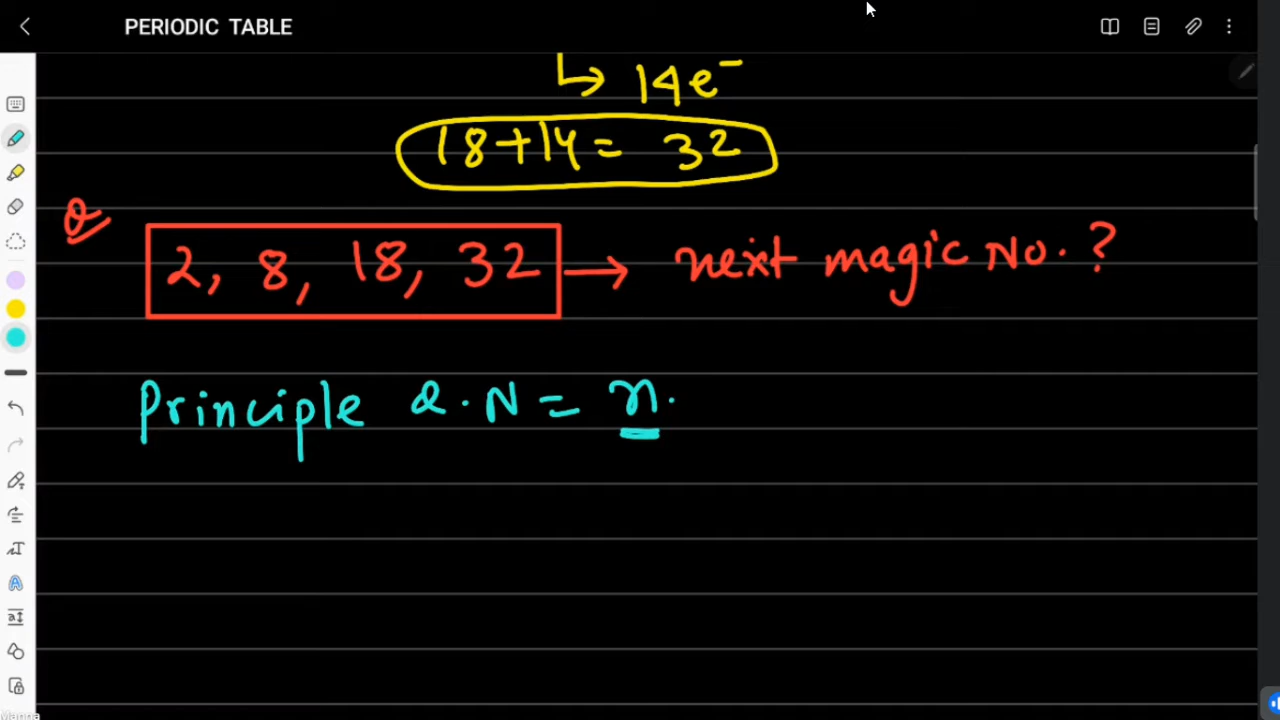 PERIODIC TABLE
↳ 14e⁻
18+14= 32
Q
2, 8, 18, 32 → next magic No. ?
Principle Q.N = n.